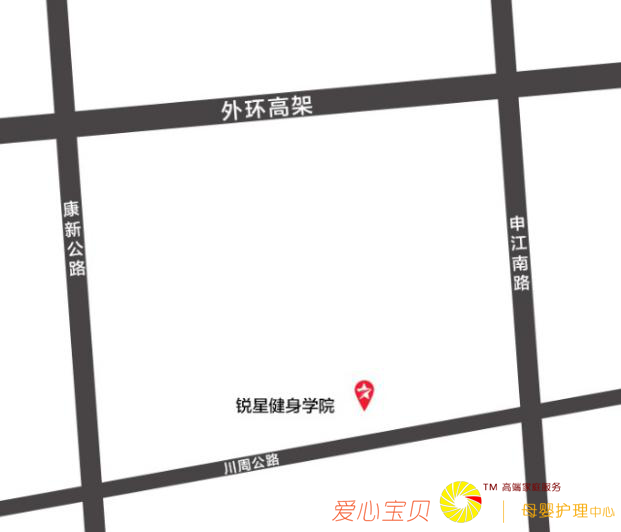 外环高架
康新公路
申江南路
锐星健身学院
川周公路
爱心宝贝
TM 高端家庭服务
母婴护理中心